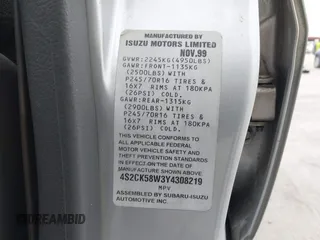 MANUFACTURED BY
ISUZU MOTORS LIMITED
NOV.99
GVWR:2245KG(4950LBS)
GAWR:FRONT-1135KG
(2500LBS)WITH
P245/70R16 TIRES &
16X7 RIMS AT 180KPA
(26PSI) COLD.
GAWR:REAR-1315KG
(2900LBS)WITH
P245/70R16 TIRES &
16X7 RIMS AT 180KPA
(26PSI) COLD.
THIS VEHICLE CONFORMS TO ALL
APPLICABLE FEDERAL MOTOR
VEHICLE SAFETY AND THEFT
PREVENTION STANDARDS
IN EFFECT ON THE DATE OF
MANUFACTURE SHOWN ABOVE.
4S2CK58W3Y4308219
MPV
ASSEMBLED BY SUBARU-ISUZU
AUTOMOTIVE INC.
CLEARBID